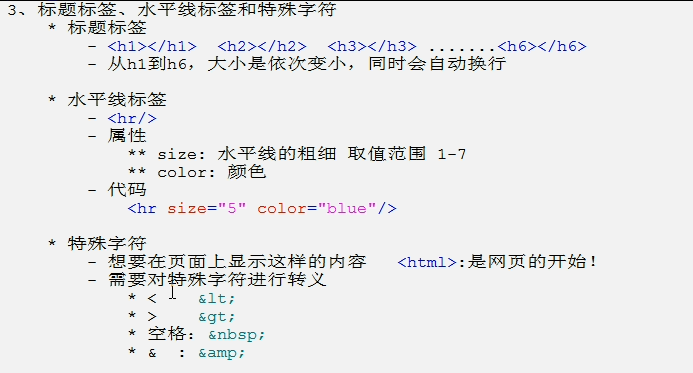 3、标题标签、水平线标签和特殊字符
* 标题标签
- <h1></h1> <h2></h2> <h3></h3> .......<h6></h6>
- 从h1到h6，大小是依次变小，同时会自动换行
* 水平线标签
- <hr/>
- 属性
** size: 水平线的粗细 取值范围 1-7
** color: 颜色
- 代码
<hr size="5" color="blue"/>
* 特殊字符
- 想要在页面上显示这样的内容 <html>:是网页的开始！
- 需要对特殊字符进行转义
* < &lt;
* > &gt;
* 空格：&nbsp;
* & : &amp;